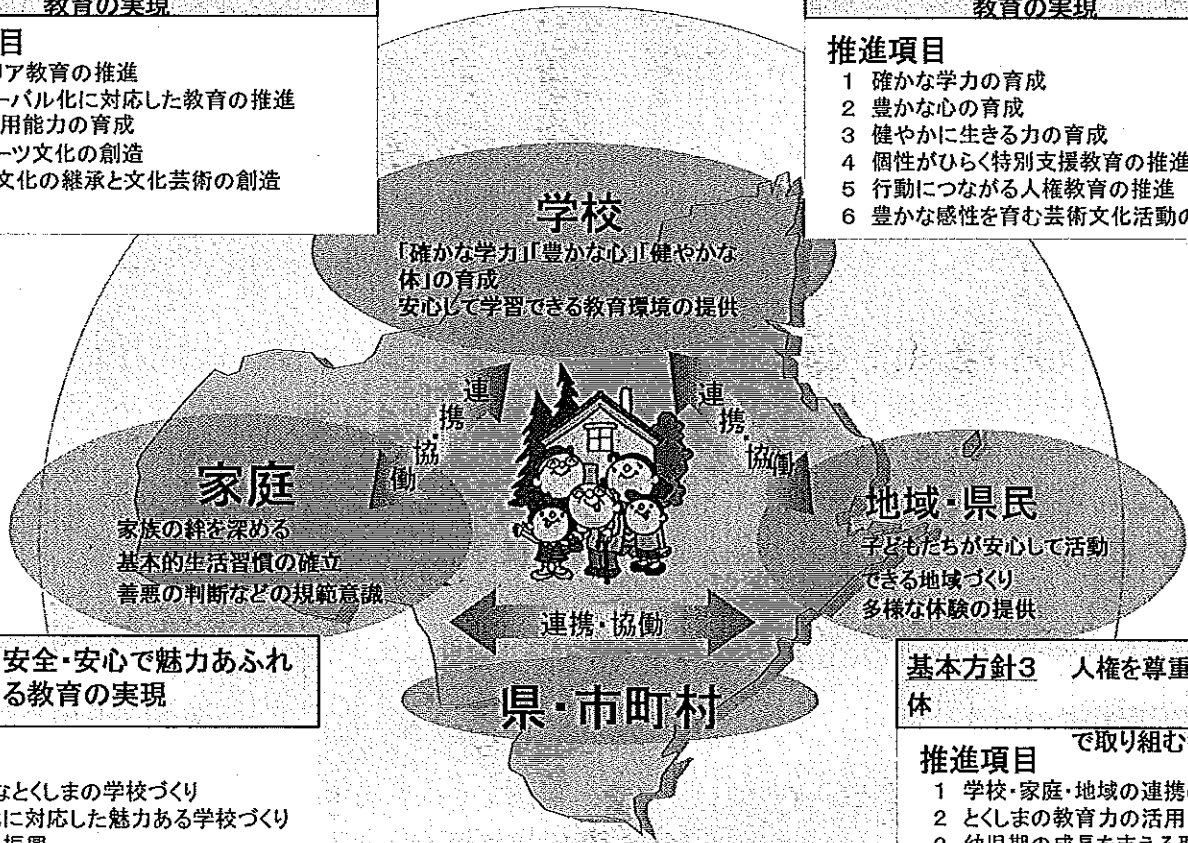 教育の実現
目
リア教育の推進
ーバル化に対応した教育の推進
用能力の育成
ーツ文化の創造
文化の継承と文化芸術の創造
教育の実現
推進項目
1 確かな学力の育成
2 豊かな心の育成
3 健やかに生きる力の育成
4 個性がひらく特別支援教育の推進
5 行動につながる人権教育の推進
6 豊かな感性を育む芸術文化活動の
学校
「確かな学力」「豊かな心」「健やかな
体」の育成
安心して学習できる教育環境の提供
連携・協働
連携・協働
家庭
家族の絆を深める
基本的生活習慣の確立
善悪の判断などの規範意識
地域・県民
子どもたちが安心して活動
できる地域づくり
多様な体験の提供
連携・協働
県・市町村
安全・安心で魅力あふれ
る教育の実現
なとくしまの学校づくり
に対応した魅力ある学校づくり
振興
基本方針3 人権を尊重
体
で取り組む
推進項目
1 学校・家庭・地域の連携
2 とくしまの教育力の活用
3 幼児期の成長を支える